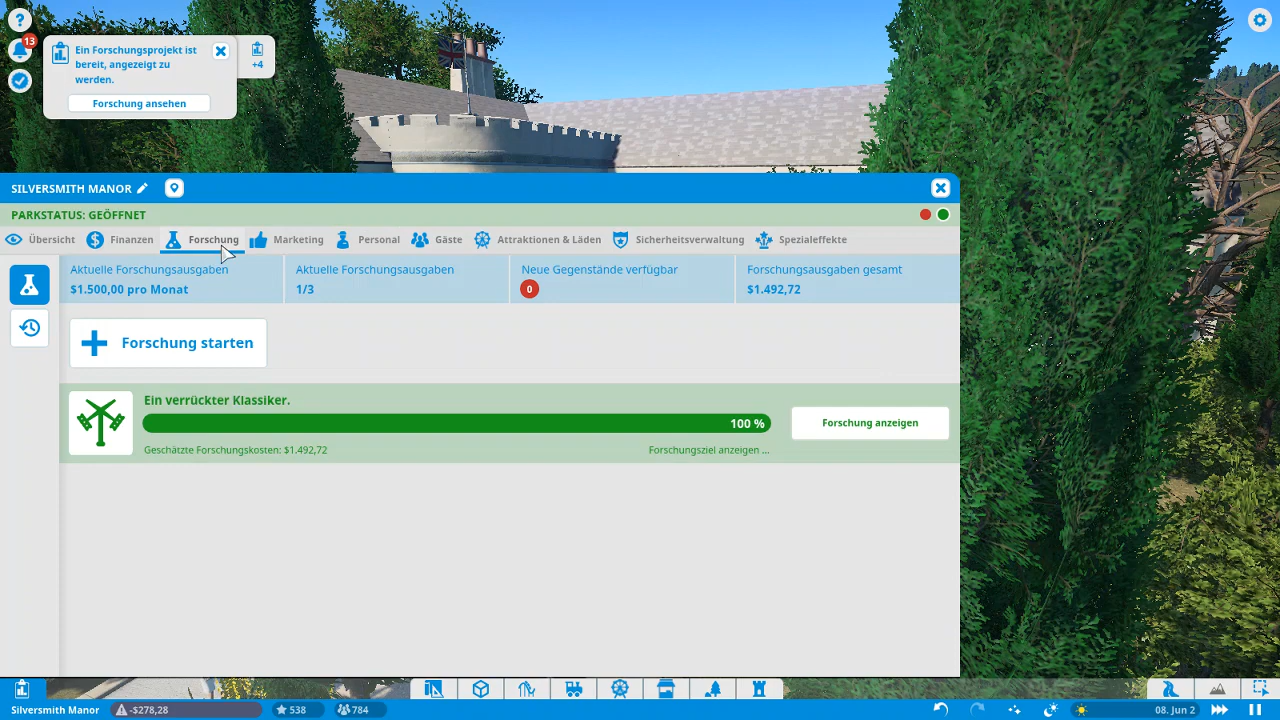 ?
13
Ein Forschungsprojekt ist
bereit, angezeigt zu
werden.
+4
Forschung ansehen
SILVERSMITH MANOR
PARKSTATUS: GEÖFFNET
Übersicht
Finanzen
Forschung
Marketing
Personal
Gäste
Attraktionen & Läden
Sicherheitsverwaltung
Spezialeffekte
Aktuelle Forschungsausgaben
$1.500,00 pro Monat
Aktuelle Forschungsausgaben
1/3
Neue Gegenstände verfügbar
0
Forschungsausgaben gesamt
$1.492,72
Forschung starten
Ein verrückter Klassiker.
100 %
Forschung anzeigen
Geschätzte Forschungskosten: $1.492,72
Forschungsziel anzeigen ...
Silversmith Manor
-$278,28
538
784
08. Jun 2